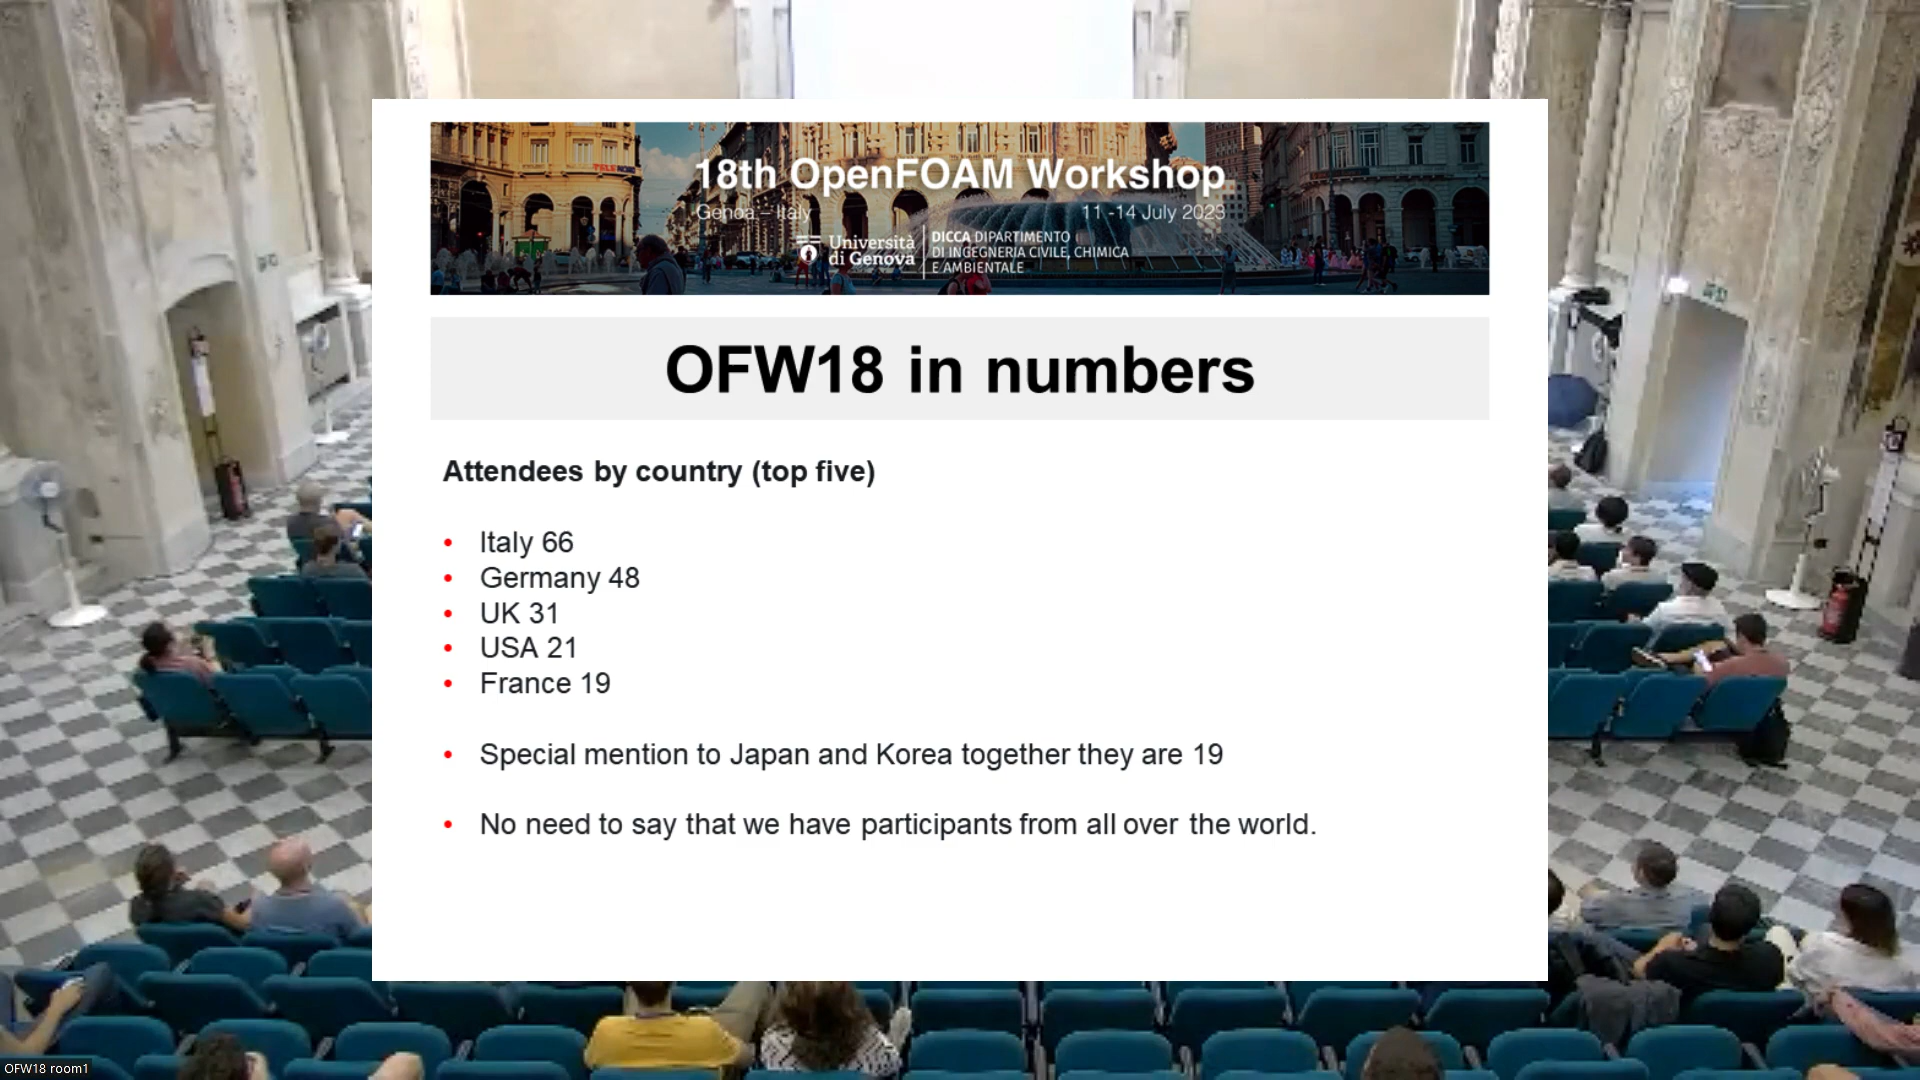 18th OpenFOAM Workshop
Genoa – Italy
11 -14 July 2023
Università
di Genova
DICCA DIPARTIMENTO
DI INGEGNERIA CIVILE, CHIMICA
E AMBIENTALE
OFW18 in numbers
Attendees by country (top five)
• Italy 66
• Germany 48
• UK 31
• USA 21
• France 19
• Special mention to Japan and Korea together they are 19
• No need to say that we have participants from all over the world.
OFW18 room1